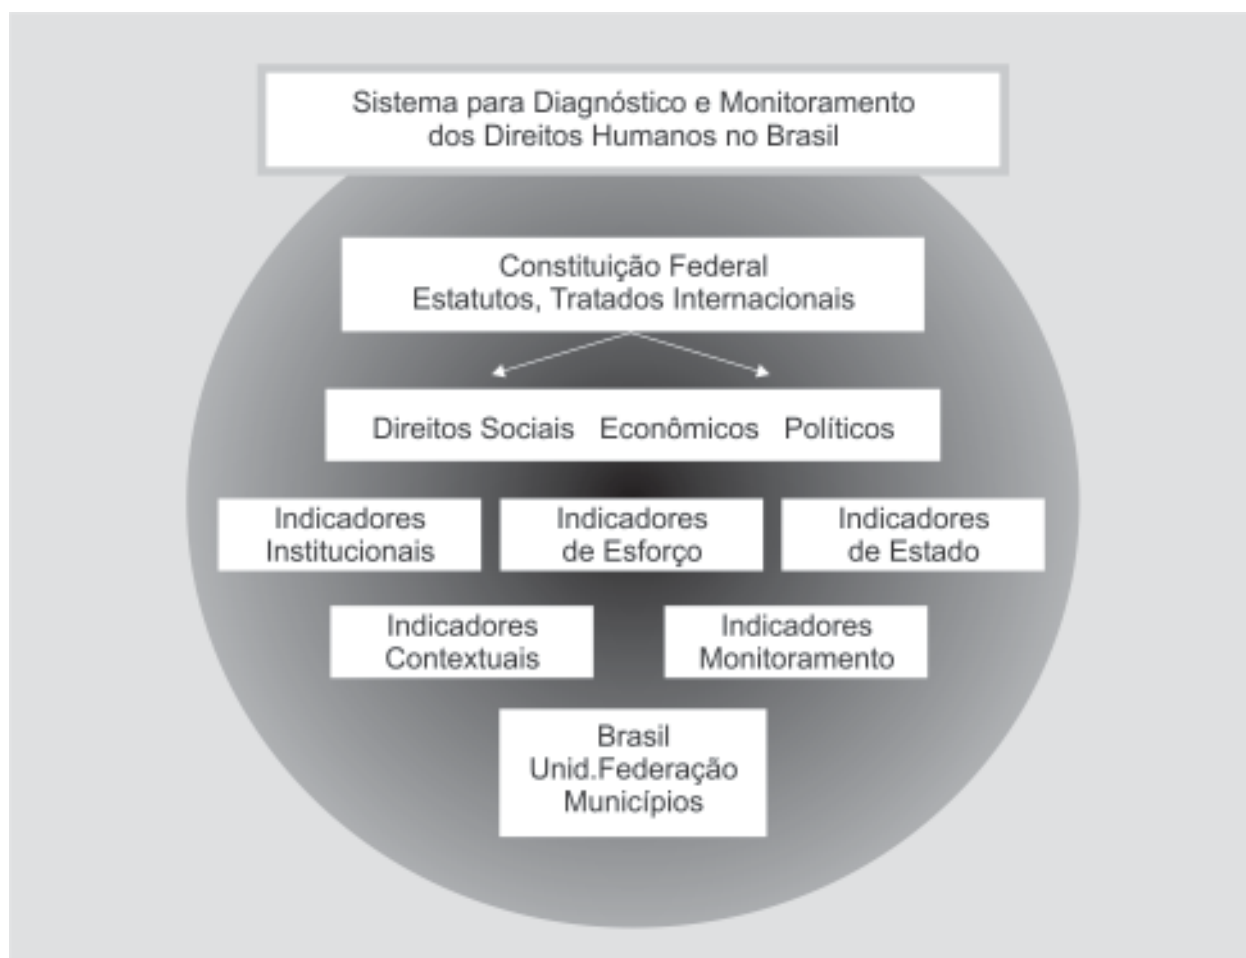 Sistema para Diagnóstico e Monitoramento
dos Direitos Humanos no Brasil
Constituição Federal
Estatutos, Tratados Internacionais
Direitos Sociais Econômicos Políticos
Indicadores
Institucionais
Indicadores
de Esforço
Indicadores
de Estado
Indicadores
Contextuais
Indicadores
Monitoramento
Brasil
Unid.Federação
Municípios